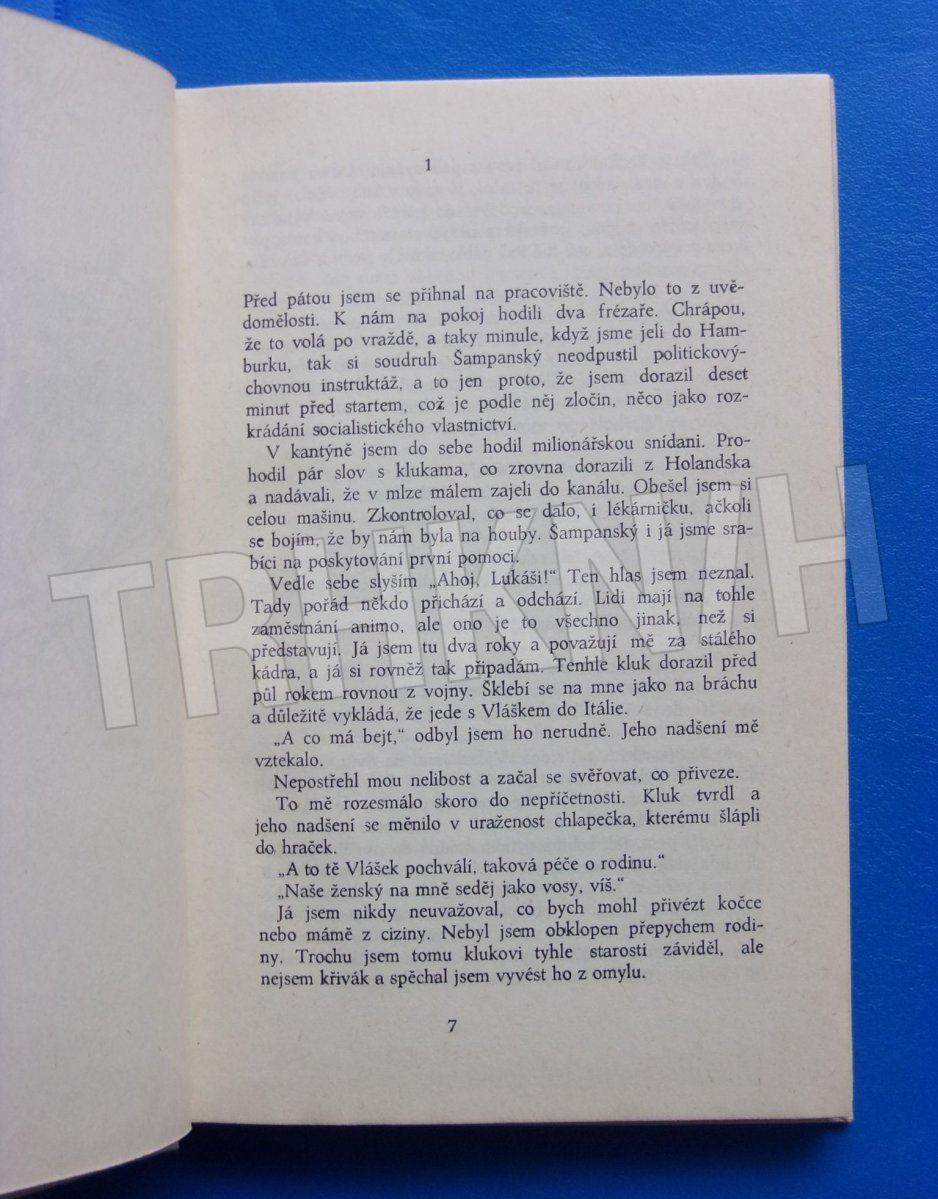 1
Před pátou jsem se přihnal na pracoviště. Nebylo to z uvě-
domělosti. K nám na pokoj hodili dva frézaře. Chrápou,
že to volá po vraždě, a taky minule, když jsme jeli do Ham-
burku, tak si soudruh Šampanský neodpustil politickový-
chovnou instruktáž, a to jen proto, že jsem dorazil deset
minut před startem, což je podle něj zločin, něco jako roz-
krádání socialistického vlastnictví.
V kantýně jsem do sebe hodil milionářskou snídani. Pro-
hodil pár slov s klukama, co zrovna dorazili z Holandska
a nadávali, že v mlze málem zajeli do kanálu. Obešel jsem si
celou mašinu. Zkontroloval, co se dalo, i lékárničku, ačkoli
se bojím, že by nám byla na houby. Šampanský i já jsme sra-
bíci na poskytování první pomoci.
Vedle sebe slyším „Ahoj, Lukáši!" Ten hlas jsem neznal.
Tady pořád někdo přichází a odchází. Lidi mají na tohle
zaměstnání animo, ale ono je to všechno jinak, než si
představují. Já jsem tu dva roky a považují mě za stálého
kádra, a já si rovněž tak připadám. Tenhle kluk dorazil před
půl rokem rovnou z vojny. Šklebí se na mne jako na bráchu
a důležitě vykládá, že jede s Vláškem do Itálie.
„A co má bejt,“ odbyl jsem ho nerudně. Jeho nadšení mě
vztekalo.
Nepostřehl mou nelibost a začal se svěřovat, co přiveze.
To mě rozesmálo skoro do nepříčetnosti. Kluk tvrdl a
jeho nadšení se měnilo v uraženost chlapečka, kterému šlápli
do hraček.
„A to tě Vlášek pochválí, taková péče o rodinu.“
„Naše ženský na mně seděj jako vosy, víš.“
Já jsem nikdy neuvažoval, co bych mohl přivézt kočce
nebo mámě z ciziny. Nebyl jsem obklopen přepychem rodi-
ny. Trochu jsem tomu klukovi tyhle starosti záviděl, ale
nejsem křivák a spěchal jsem vyvést ho z omylu.
7
TRHKNIH